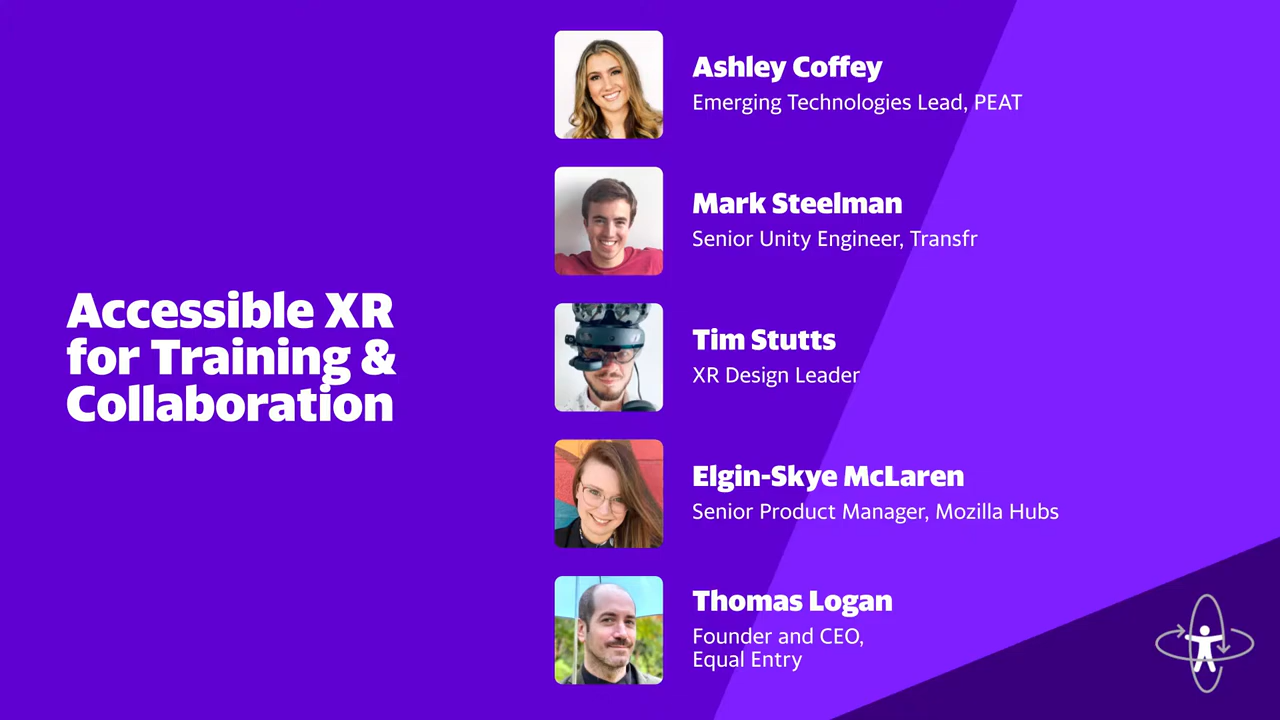 Accessible XR
for Training &
Collaboration
Ashley Coffey
Emerging Technologies Lead, PEAT
Mark Steelman
Senior Unity Engineer, Transfr
Tim Stutts
XR Design Leader
Elgin-Skye McLaren
Senior Product Manager, Mozilla Hubs
Thomas Logan
Founder and CEO,
Equal Entry